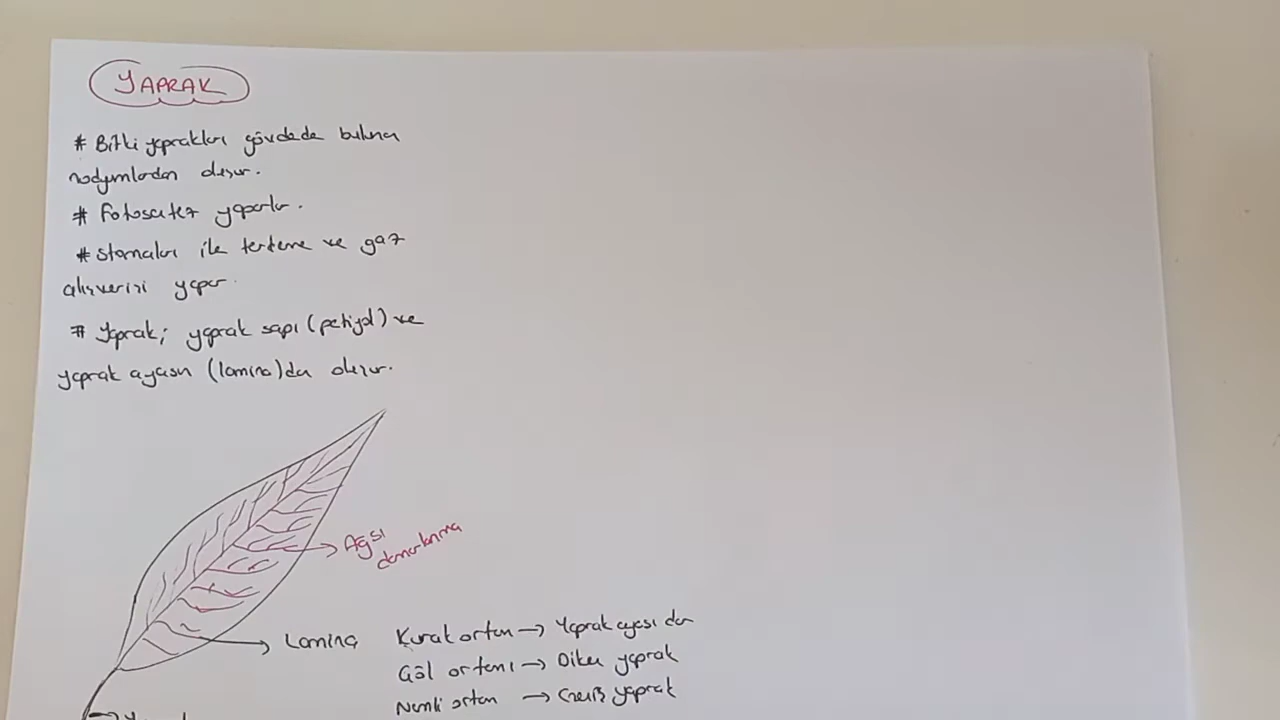 YAPRAK
# Bitki yaprakları gövdede bulunan
nodyumlardan oluşur.
# Fotosentez yaparlar.
# Stomaları ile terleme ve gaz
alışverişi yapar.
# Yaprak; yaprak sapı (petiyol) ve
yaprak ayasın (lamina)dan oluşur.
Ağsı
damarlanma
Lamina
Kurak ortam → Yaprak ayası dar
Çöl ortamı → Diken yaprak
Nemli ortam → Geniş yaprak